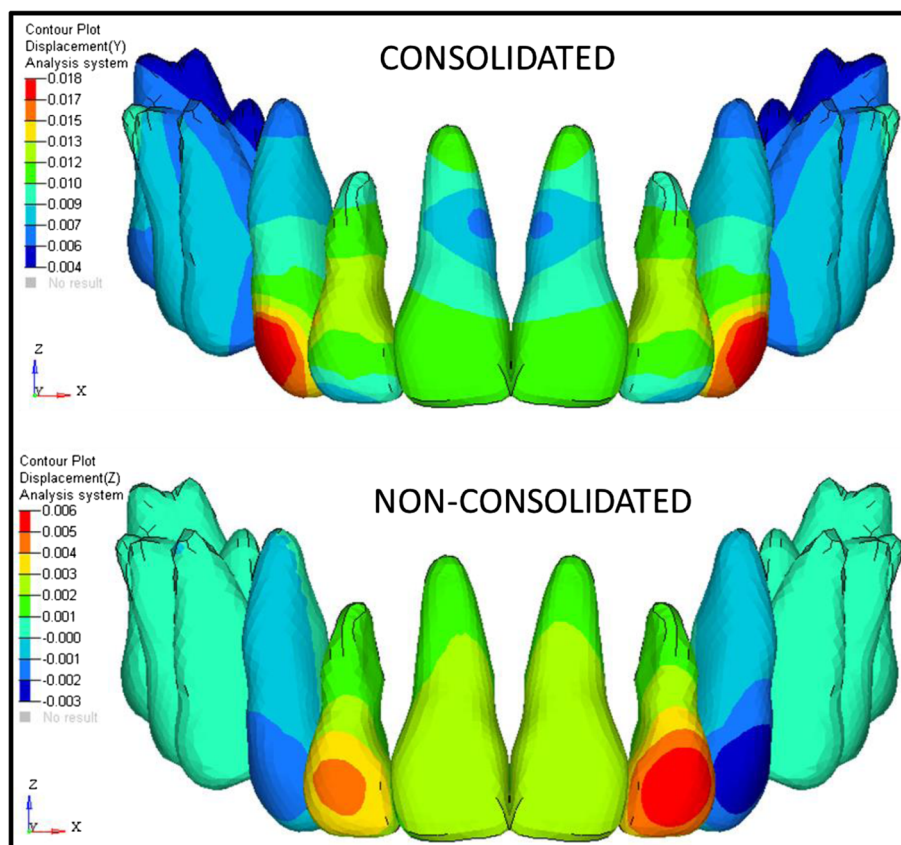 Contour Plot
Displacement(Y)
Analysis system
0.018
0.017
0.015
0.013
0.012
0.010
0.009
0.007
0.006
0.004
No result
CONSOLIDATED
Z
Y
X
Contour Plot
Displacement(Z)
Analysis system
0.006
0.005
0.004
0.003
0.002
0.001
-0.000
-0.001
-0.002
-0.003
No result
NON-CONSOLIDATED
Z
Y
X